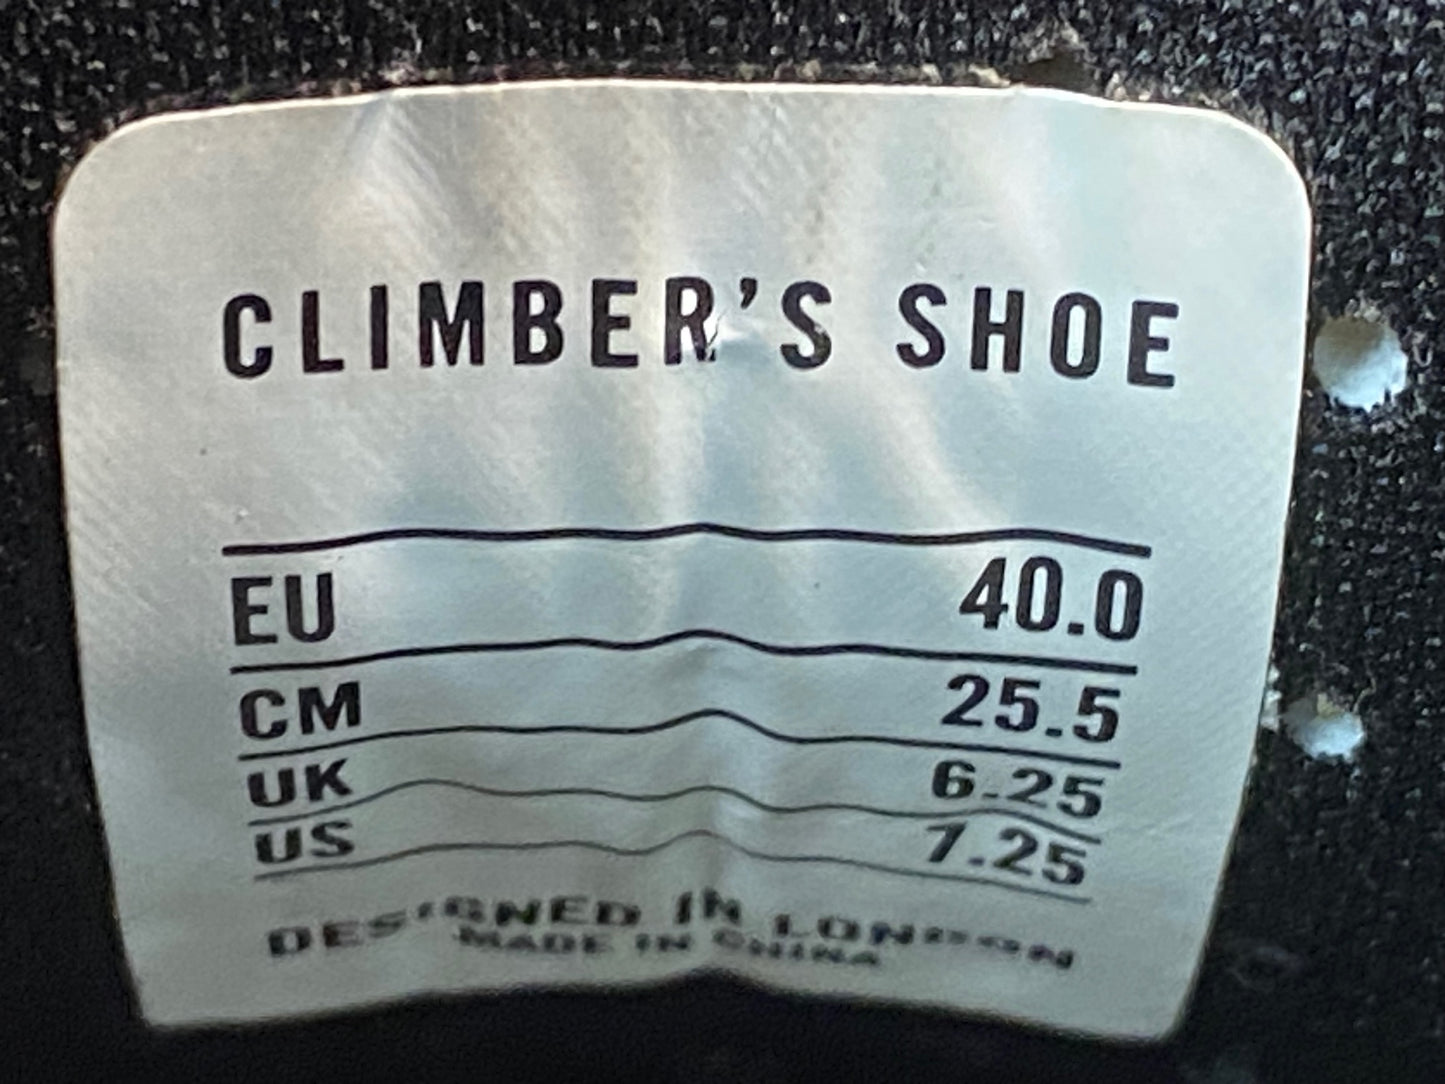 CLIMBER'S SHOE
EU 40.0
CM 25.5
UK 6.25
US 7.25
DESIGNED IN LONDON
MADE IN CHINA